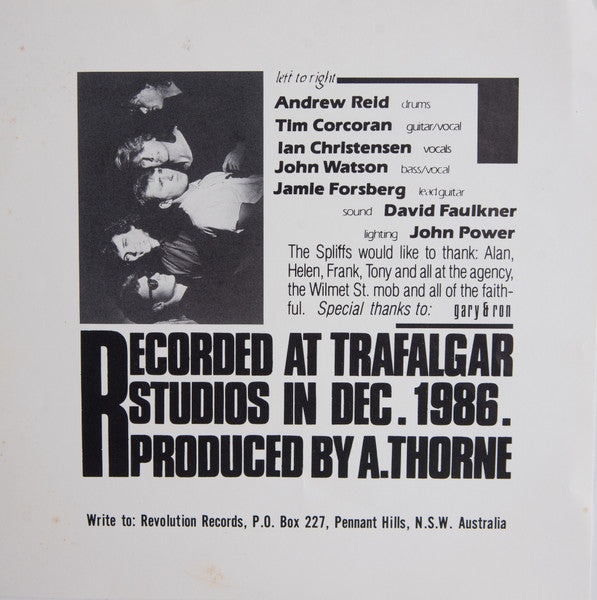 left to right
Andrew Reid drums
Tim Corcoran guitar/vocal
Ian Christensen vocals
John Watson bass/vocal
Jamie Forsberg lead guitar
sound David Faulkner
lighting John Power
The Spliffs would like to thank: Alan,
Helen, Frank, Tony and all at the agency,
the Wilmet St. mob and all of the faith-
ful. Special thanks to: gary & ron
RECORDED AT TRAFALGAR
STUDIOS IN DEC. 1986.
PRODUCED BY A.THORNE
Write to: Revolution Records, P.O. Box 227, Pennant Hills, N.S.W. Australia